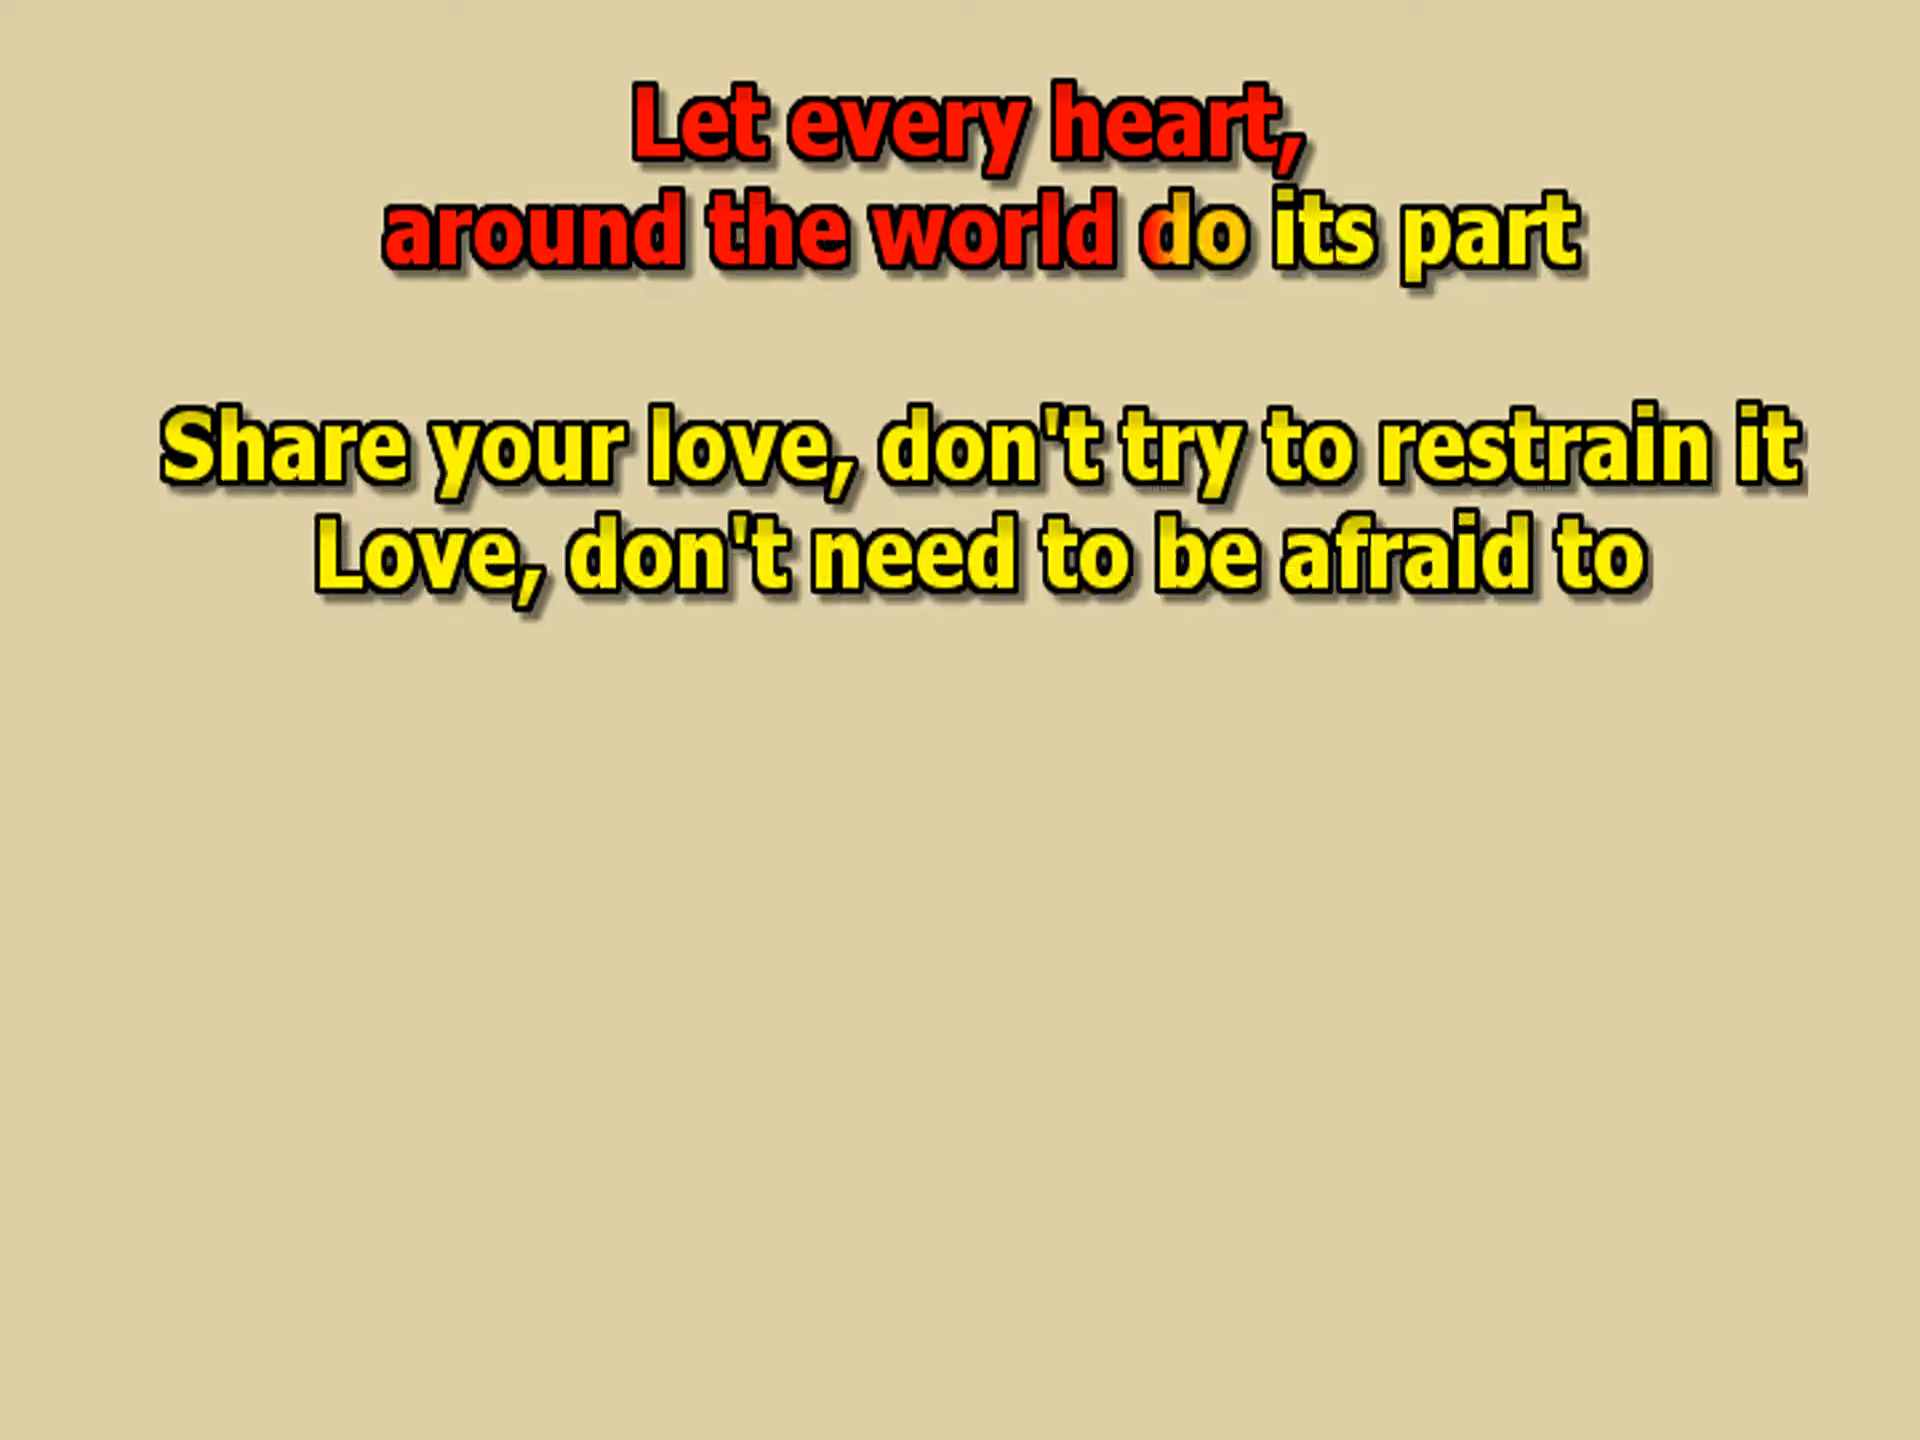 Let every heart,
around the world do its part
Share your love, don't try to restrain it
Love, don't need to be afraid to